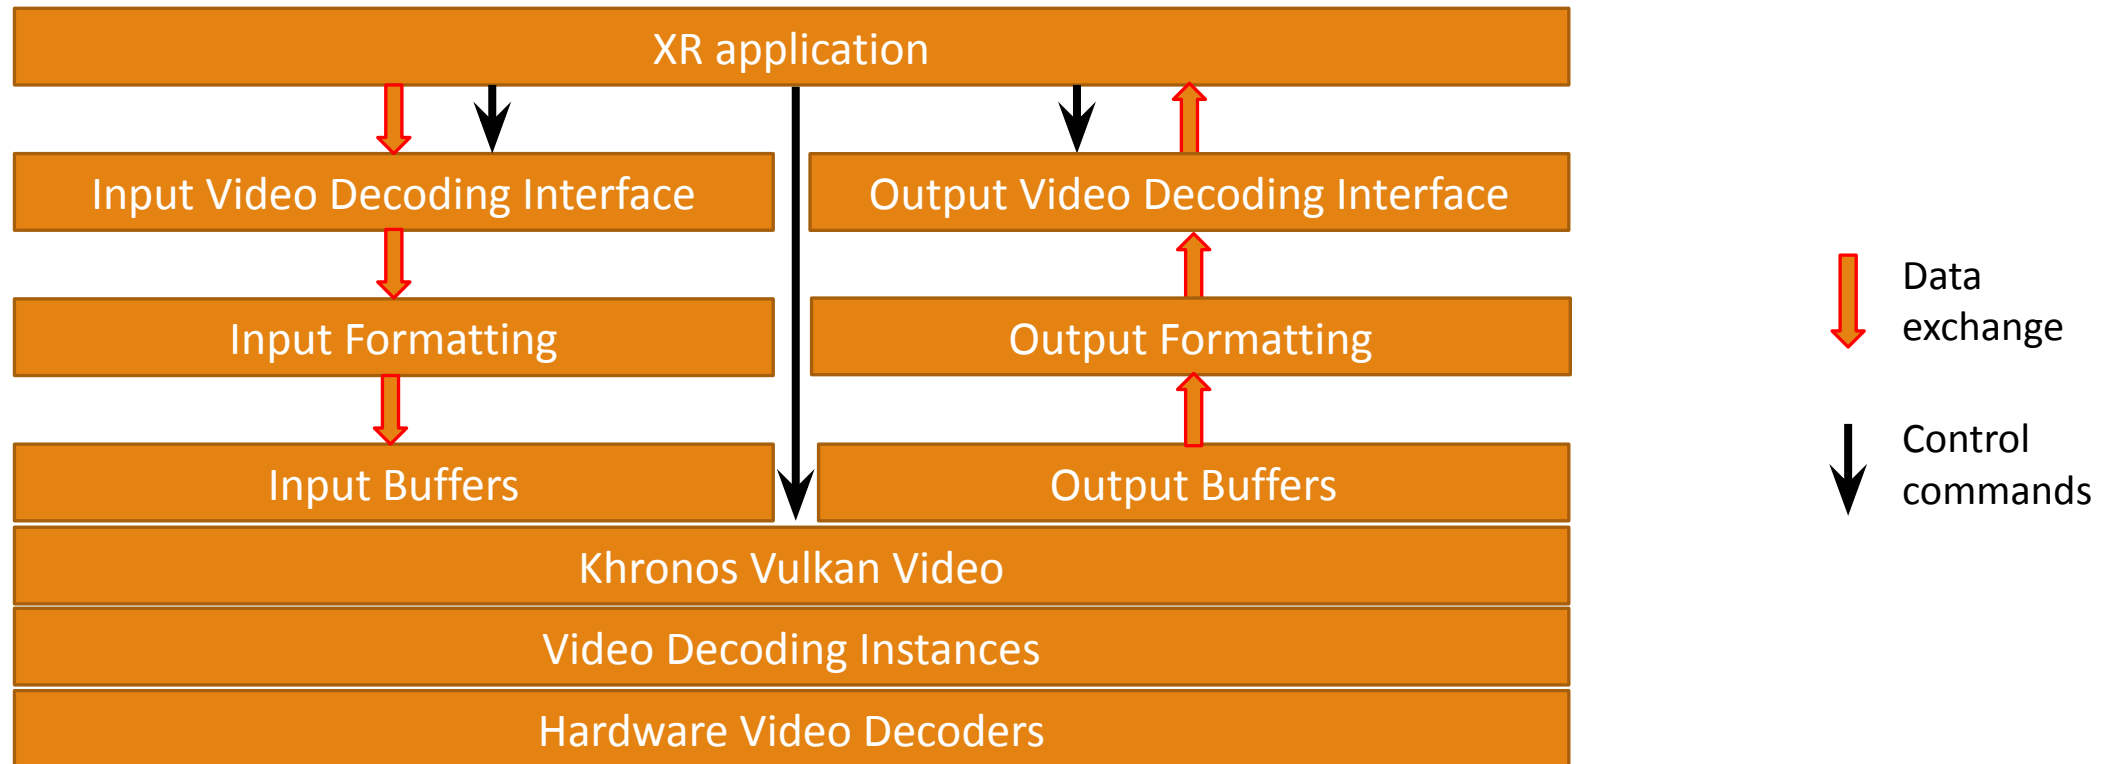 XR application
Input Video Decoding Interface
Output Video Decoding Interface
Input Formatting
Output Formatting
Input Buffers
Output Buffers
Khronos Vulkan Video
Video Decoding Instances
Hardware Video Decoders
Data
exchange
Control
commands